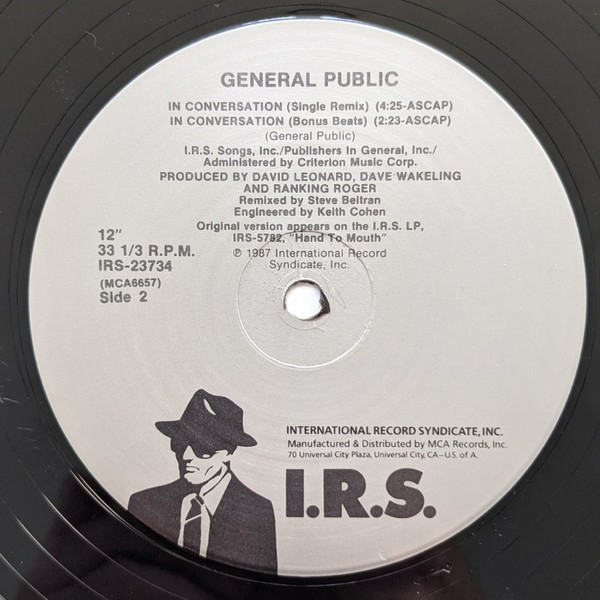 GENERAL PUBLIC
IN CONVERSATION (Single Remix) (4:25-ASCAP)
IN CONVERSATION (Bonus Beats) (2:23-ASCAP)
(General Public)
I.R.S. Songs, Inc./Publishers In General, Inc./
Administered by Criterion Music Corp.
PRODUCED BY DAVID LEONARD, DAVE WAKELING
AND RANKING ROGER
Remixed by Steve Beltran
Engineered by Keith Cohen
Original version appears on the I.R.S. LP,
IRS-5782, "Hand To Mouth"
℗ 1987 International Record
Syndicate, Inc.
12"
33 1/3 R.P.M.
IRS-23734
(MCA6657)
Side 2
INTERNATIONAL RECORD SYNDICATE, INC.
Manufactured & Distributed by MCA Records, Inc.
70 Universal City Plaza, Universal City, CA–U.S. of A.
I.R.S.